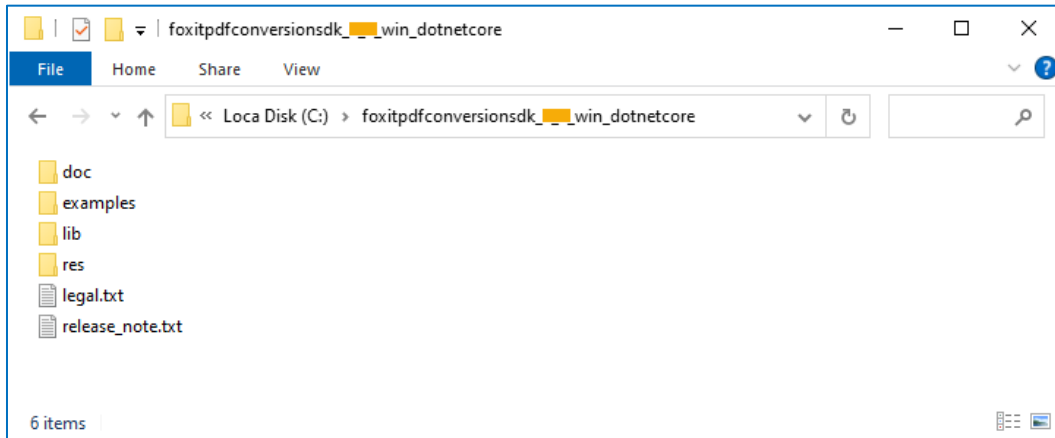 foxitpdfconversionsdk_ _ _win_dotnetcore
File Home Share View
« Loca Disk (C:) › foxitpdfconversionsdk_ _ _win_dotnetcore
doc
examples
lib
res
legal.txt
release_note.txt
6 items